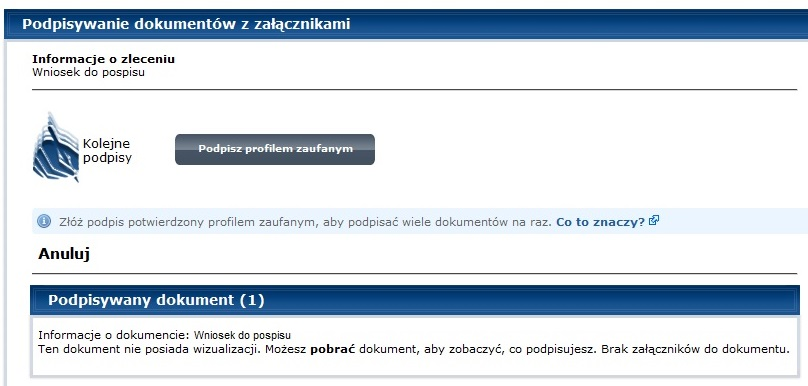 Podpisywanie dokumentów z załącznikami
Informacje o zleceniu
Wniosek do pospisu
Kolejne
podpisy
Podpisz profilem zaufanym
Złóż podpis potwierdzony profilem zaufanym, aby podpisać wiele dokumentów na raz. Co to znaczy?
Anuluj
Podpisywany dokument (1)
Informacje o dokumencie: Wniosek do pospisu
Ten dokument nie posiada wizualizacji. Możesz pobrać dokument, aby zobaczyć, co podpisujesz. Brak załączników do dokumentu.